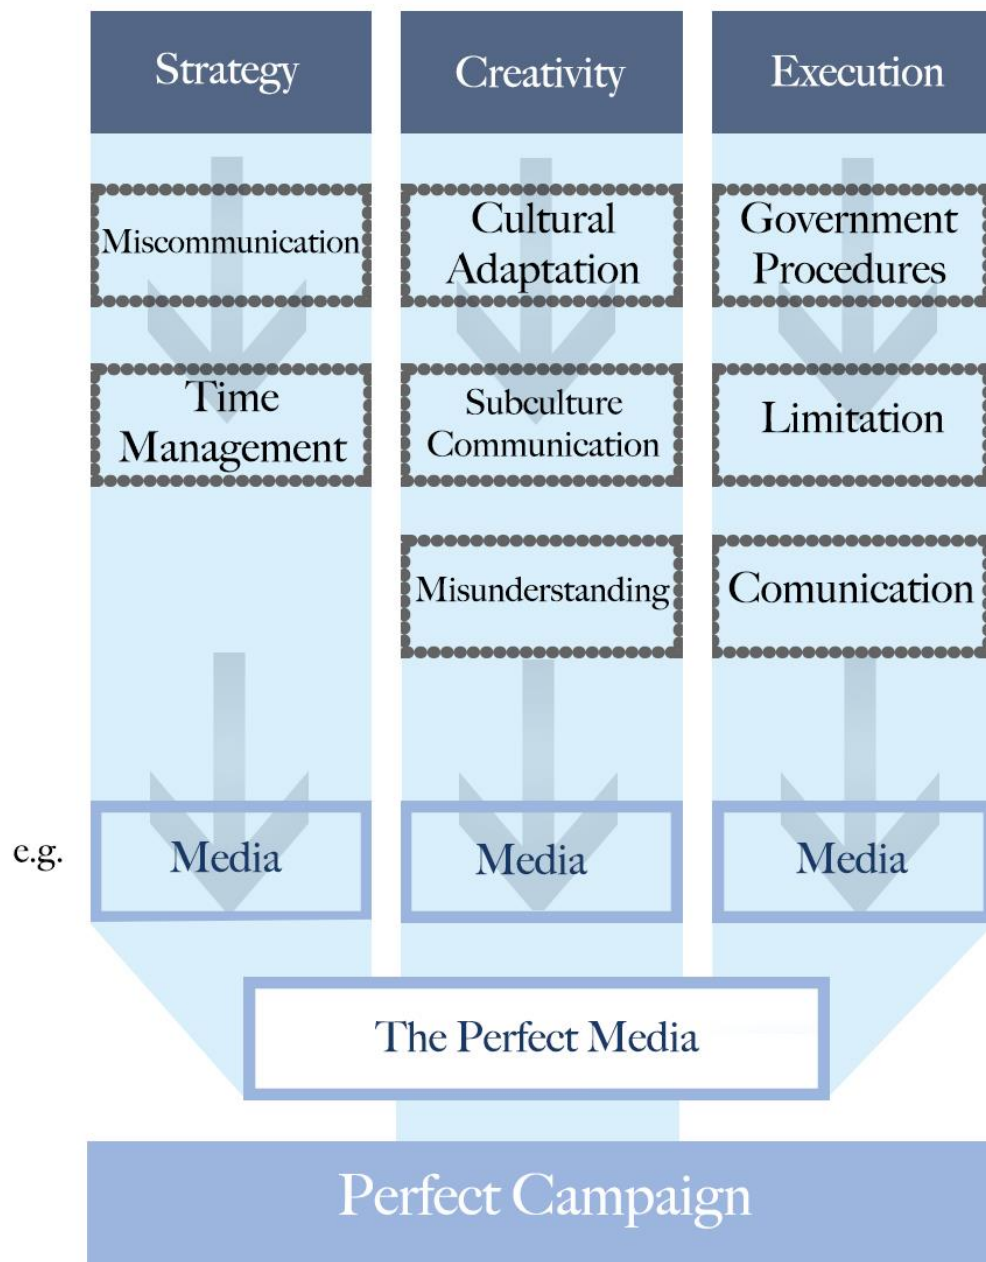 Strategy
Creativity
Execution
Miscommunication
Cultural
Adaptation
Government
Procedures
Time
Management
Subculture
Communication
Limitation
Misunderstanding
Comunication
e.g.
Media
Media
Media
The Perfect Media
Perfect Campaign